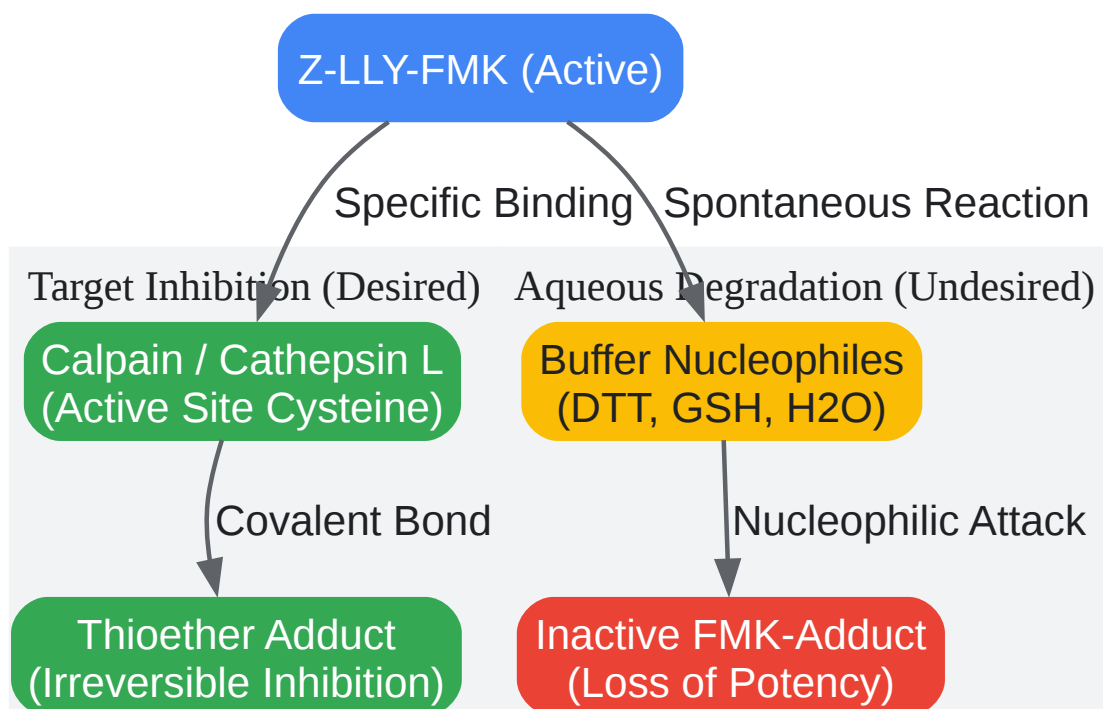 Z-LLY-FMK (Active)
Specific Binding
Spontaneous Reaction
Target Inhibition (Desired)
Aqueous Degradation (Undesired)
Calpain / Cathepsin L
(Active Site Cysteine)
Buffer Nucleophiles
(DTT, GSH, H2O)
Covalent Bond
Nucleophilic Attack
Thioether Adduct
(Irreversible Inhibition)
Inactive FMK-Adduct
(Loss of Potency)